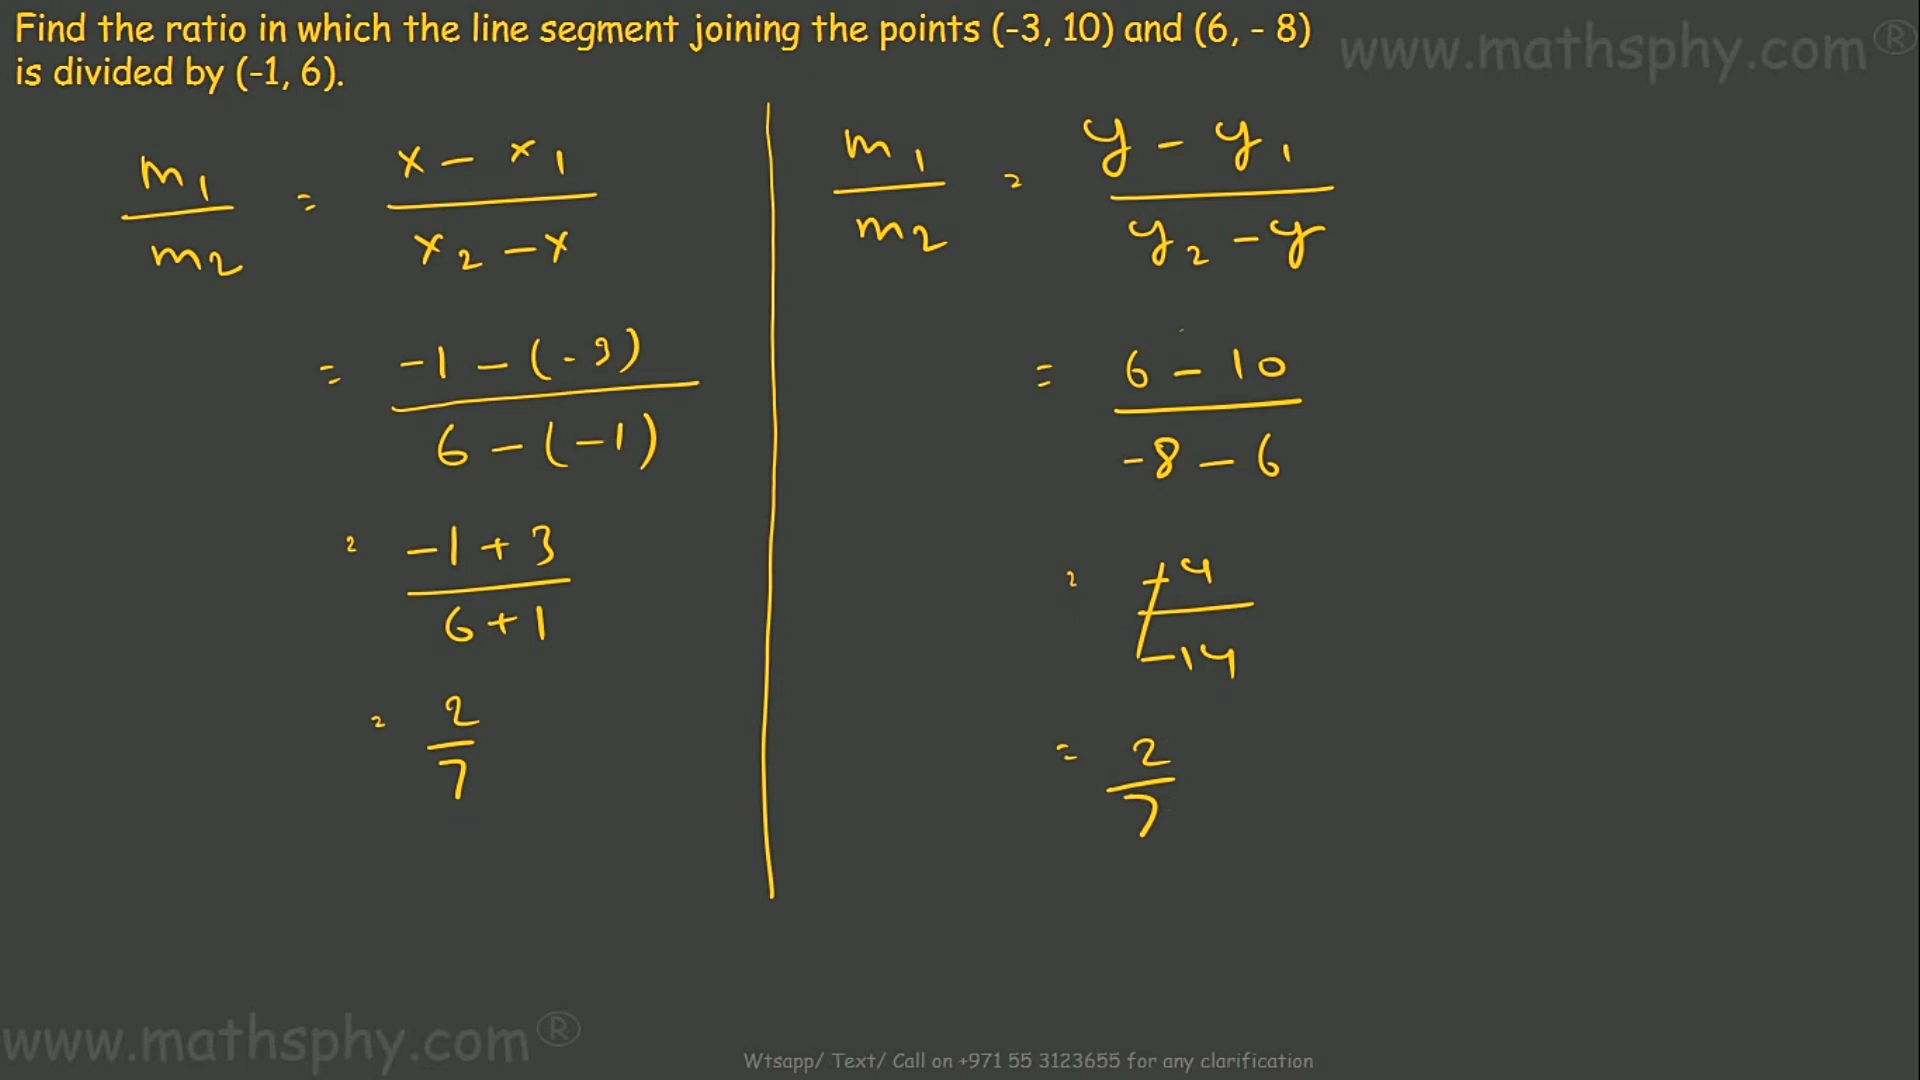 Find the ratio in which the line segment joining the points (-3, 10) and (6, - 8)
is divided by (-1, 6).
www.mathsphy.com®
m₁/m₂ = (x - x₁)/(x₂ - x)
= (-1 - (-3))/(6 - (-1))
= (-1 + 3)/(6 + 1)
= 2/7
m₁/m₂ = (y - y₁)/(y₂ - y)
= (6 - 10)/(-8 - 6)
= -4/-14
= 2/7
www.mathsphy.com®
Wtsapp/ Text/ Call on +971 55 3123655 for any clarification